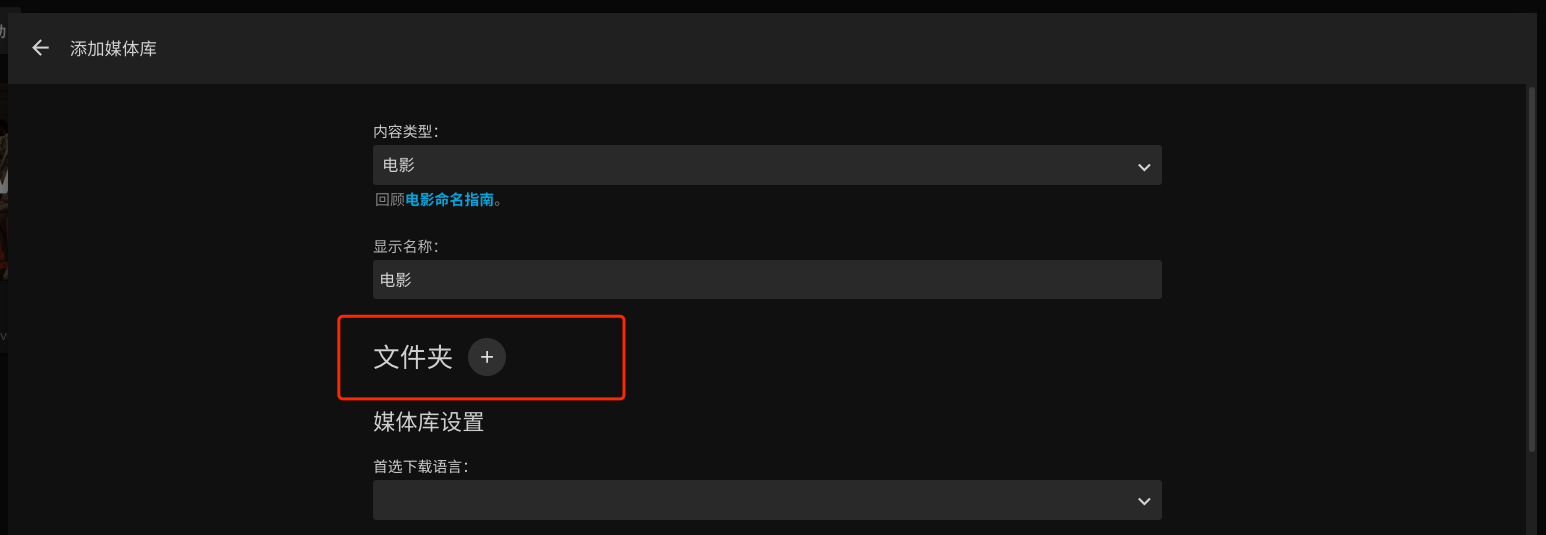 添加媒体库
内容类型：
电影
回顾电影命名指南。
显示名称：
电影
文件夹 +
媒体库设置
首选下载语言：